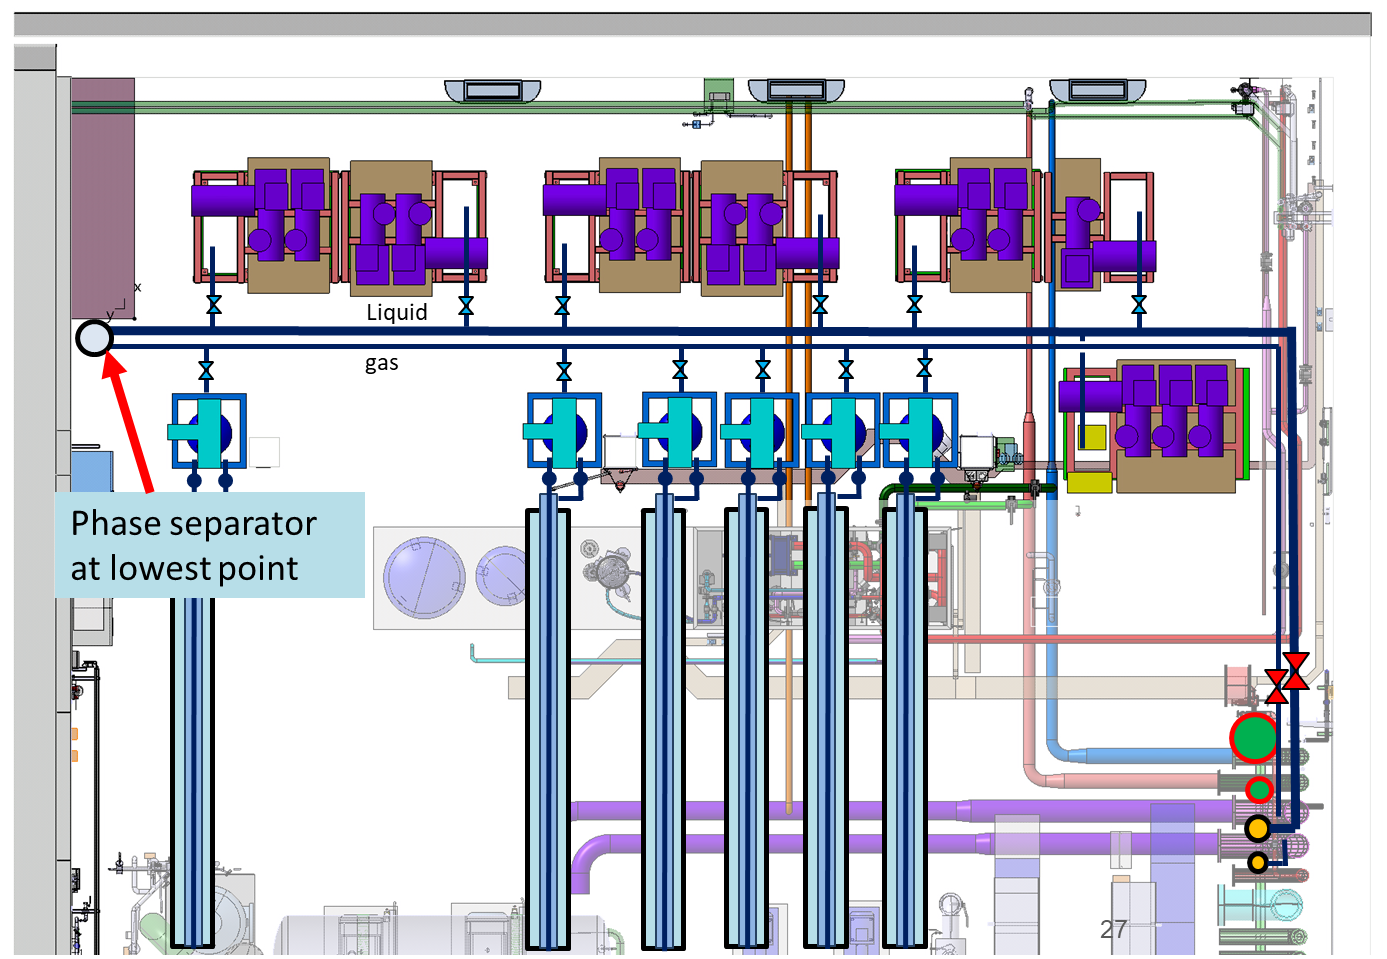 x
y
Liquid
gas
Phase separator
at lowest point
27